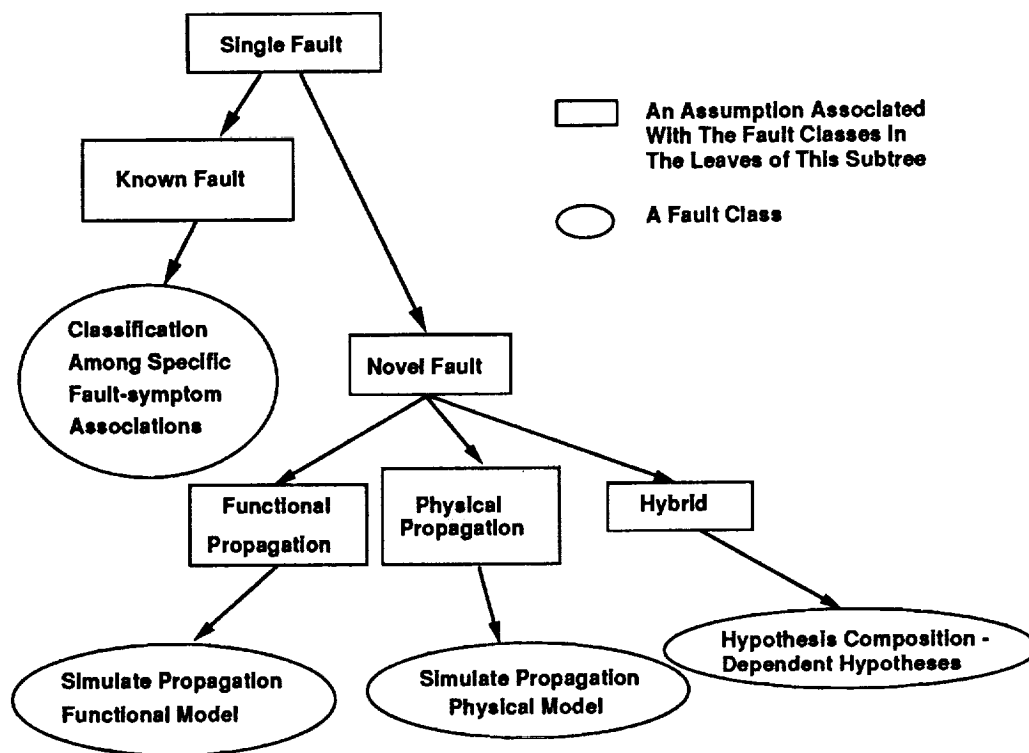 Single Fault
An Assumption Associated
With The Fault Classes In
The Leaves of This Subtree
Known Fault
A Fault Class
Classification
Among Specific
Fault-symptom
Associations
Novel Fault
Functional
Propagation
Physical
Propagation
Hybrid
Simulate Propagation
Functional Model
Simulate Propagation
Physical Model
Hypothesis Composition -
Dependent Hypotheses